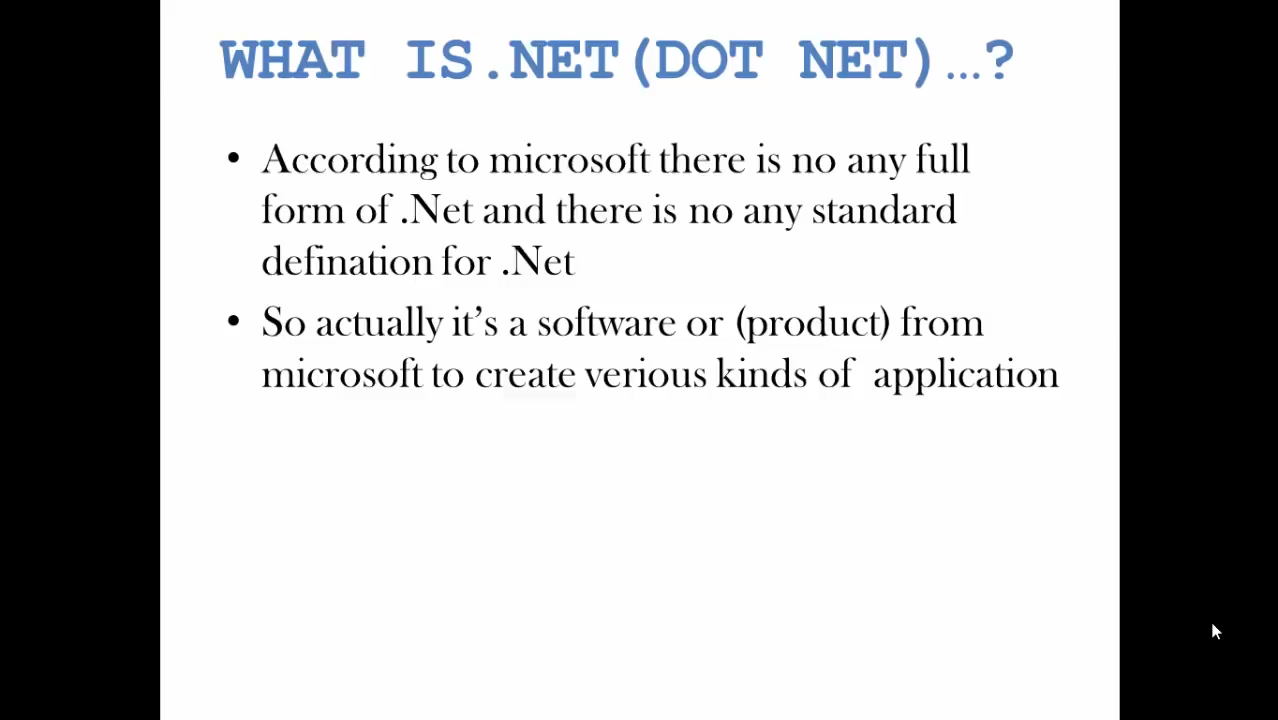 WHAT IS.NET(DOT NET)…?
• According to microsoft there is no any full
form of .Net and there is no any standard
defination for .Net
• So actually it’s a software or (product) from
microsoft to create verious kinds of application